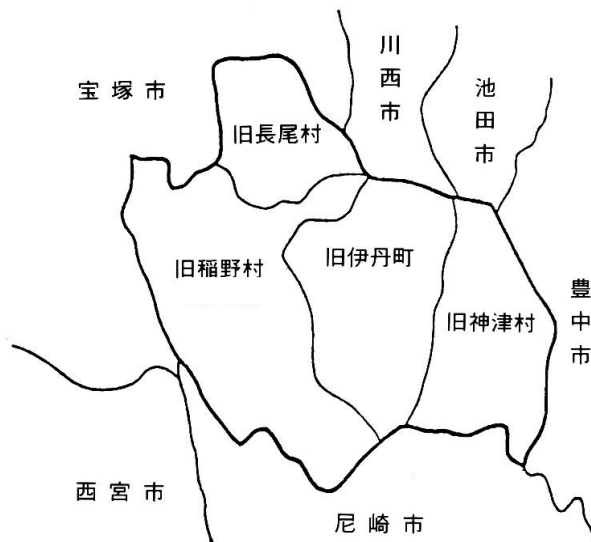 宝塚市
川西市
池田市
旧長尾村
旧稲野村
旧伊丹町
旧神津村
豊中市
西宮市
尼崎市